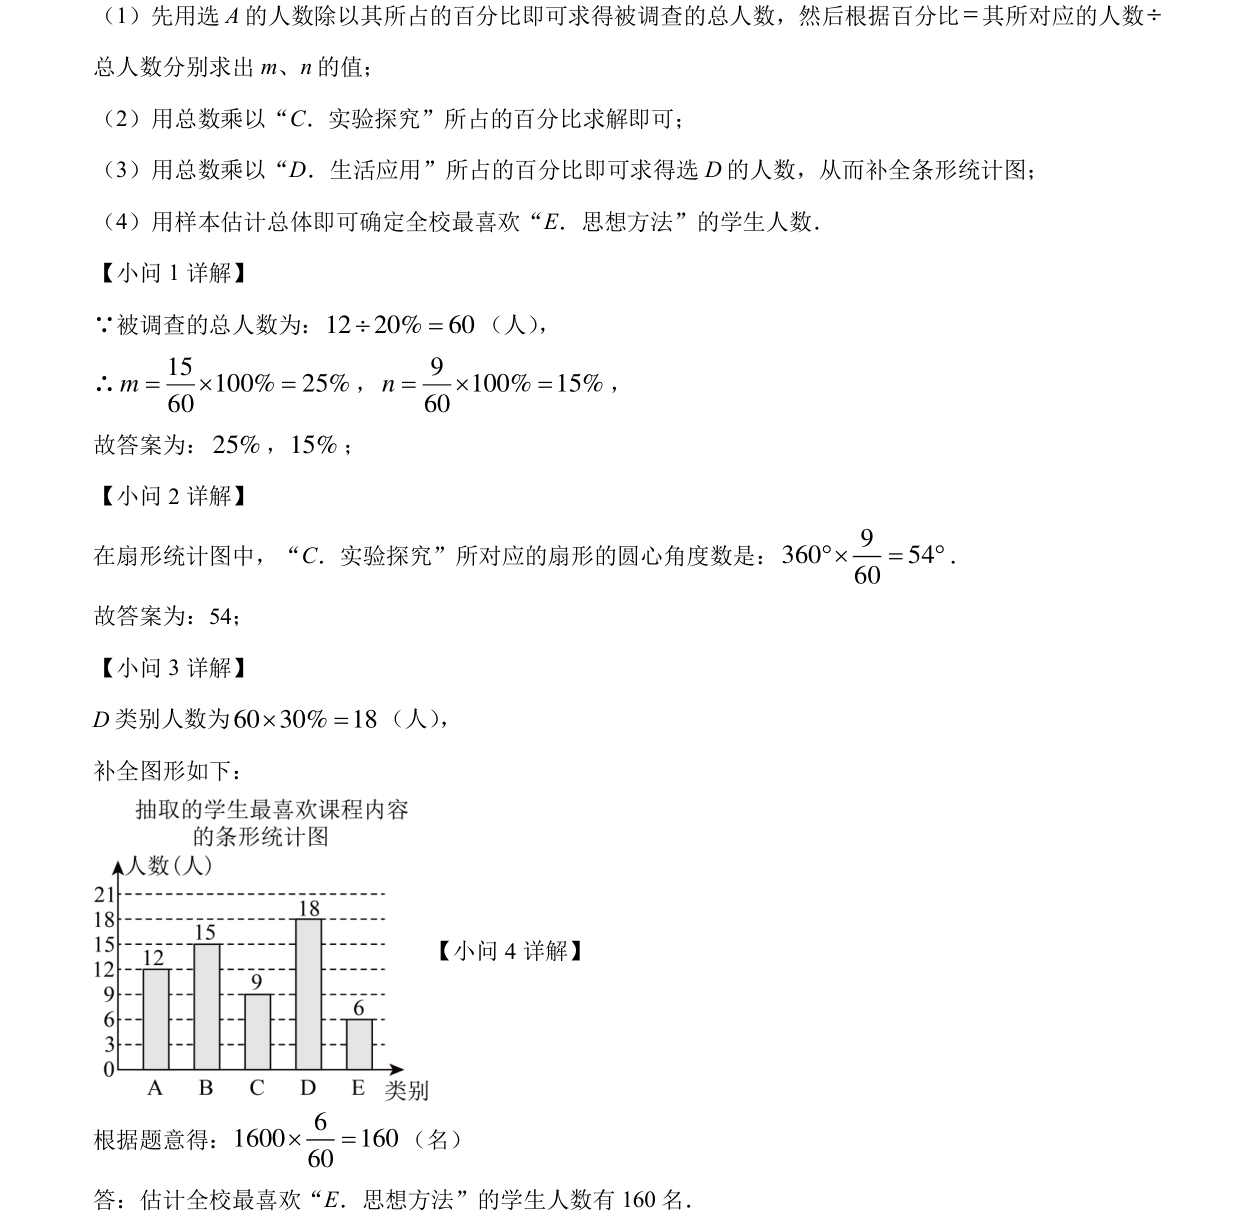 （1）先用选 A 的人数除以其所占的百分比即可求得被调查的总人数，然后根据百分比＝其所对应的人数÷
总人数分别求出 m、n 的值；
（2）用总数乘以“C．实验探究”所占的百分比求解即可；
（3）用总数乘以“D．生活应用”所占的百分比即可求得选 D 的人数，从而补全条形统计图；
（4）用样本估计总体即可确定全校最喜欢“E．思想方法”的学生人数．
【小问 1 详解】
∵被调查的总人数为：12÷20% = 60（人），
∴ m = 15/60 ×100% = 25%，n = 9/60 ×100% = 15%，
故答案为：25%，15%；
【小问 2 详解】
在扇形统计图中，“C．实验探究”所对应的扇形的圆心角度数是：360°× 9/60 = 54°．
故答案为：54；
【小问 3 详解】
D 类别人数为 60×30% = 18（人），
补全图形如下：
抽取的学生最喜欢课程内容
的条形统计图
人数(人)
21
18
15
12
9
6
3
0
12
15
9
18
6
A B C D E 类别
【小问 4 详解】
根据题意得：1600× 6/60 = 160（名）
答：估计全校最喜欢“E．思想方法”的学生人数有 160 名．